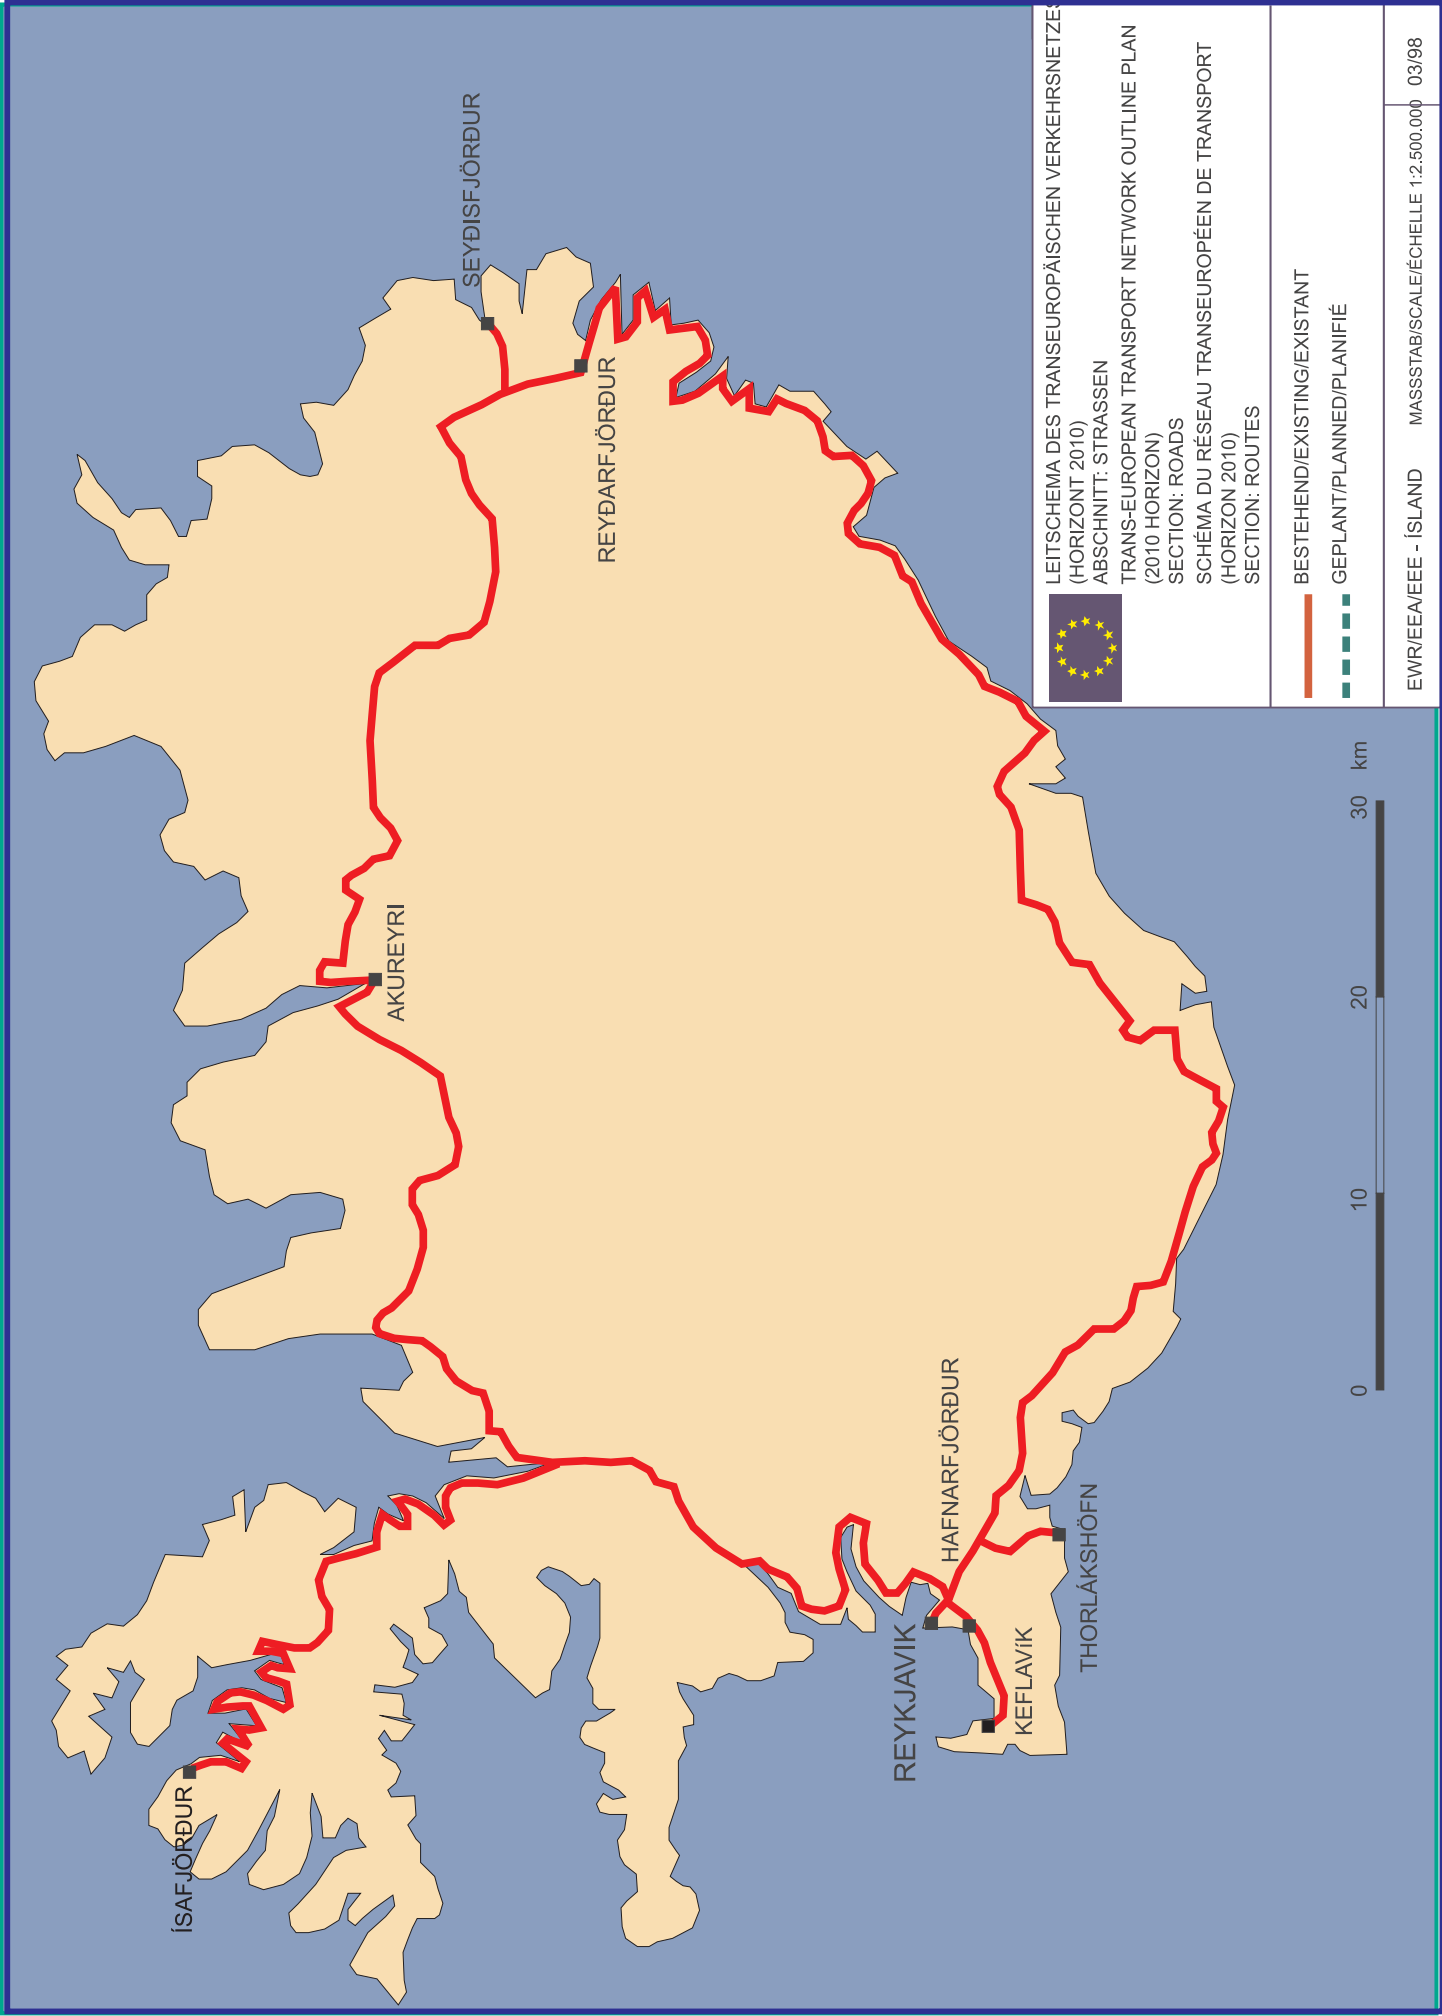 SEYÐISFJÖRÐUR
REYÐARFJÖRÐUR
AKUREYRI
ÍSAFJÖRÐUR
REYKJAVIK
HAFNARFJÖRÐUR
KEFLAVíK
THORLÁKSHÖFN
0
10
20
30
km
LEITSCHEMA DES TRANSEUROPÄISCHEN VERKEHRSNETZES
(HORIZONT 2010)
ABSCHNITT: STRASSEN
TRANS-EUROPEAN TRANSPORT NETWORK OUTLINE PLAN
(2010 HORIZON)
SECTION: ROADS
SCHÉMA DU RÉSEAU TRANSEUROPÉEN DE TRANSPORT
(HORIZON 2010)
SECTION: ROUTES
BESTEHEND/EXISTING/EXISTANT
GEPLANT/PLANNED/PLANIFIÉ
EWR/EEA/EEE - ÍSLAND MASSSTAB/SCALE/ÉCHELLE 1:2.500.000 03/98